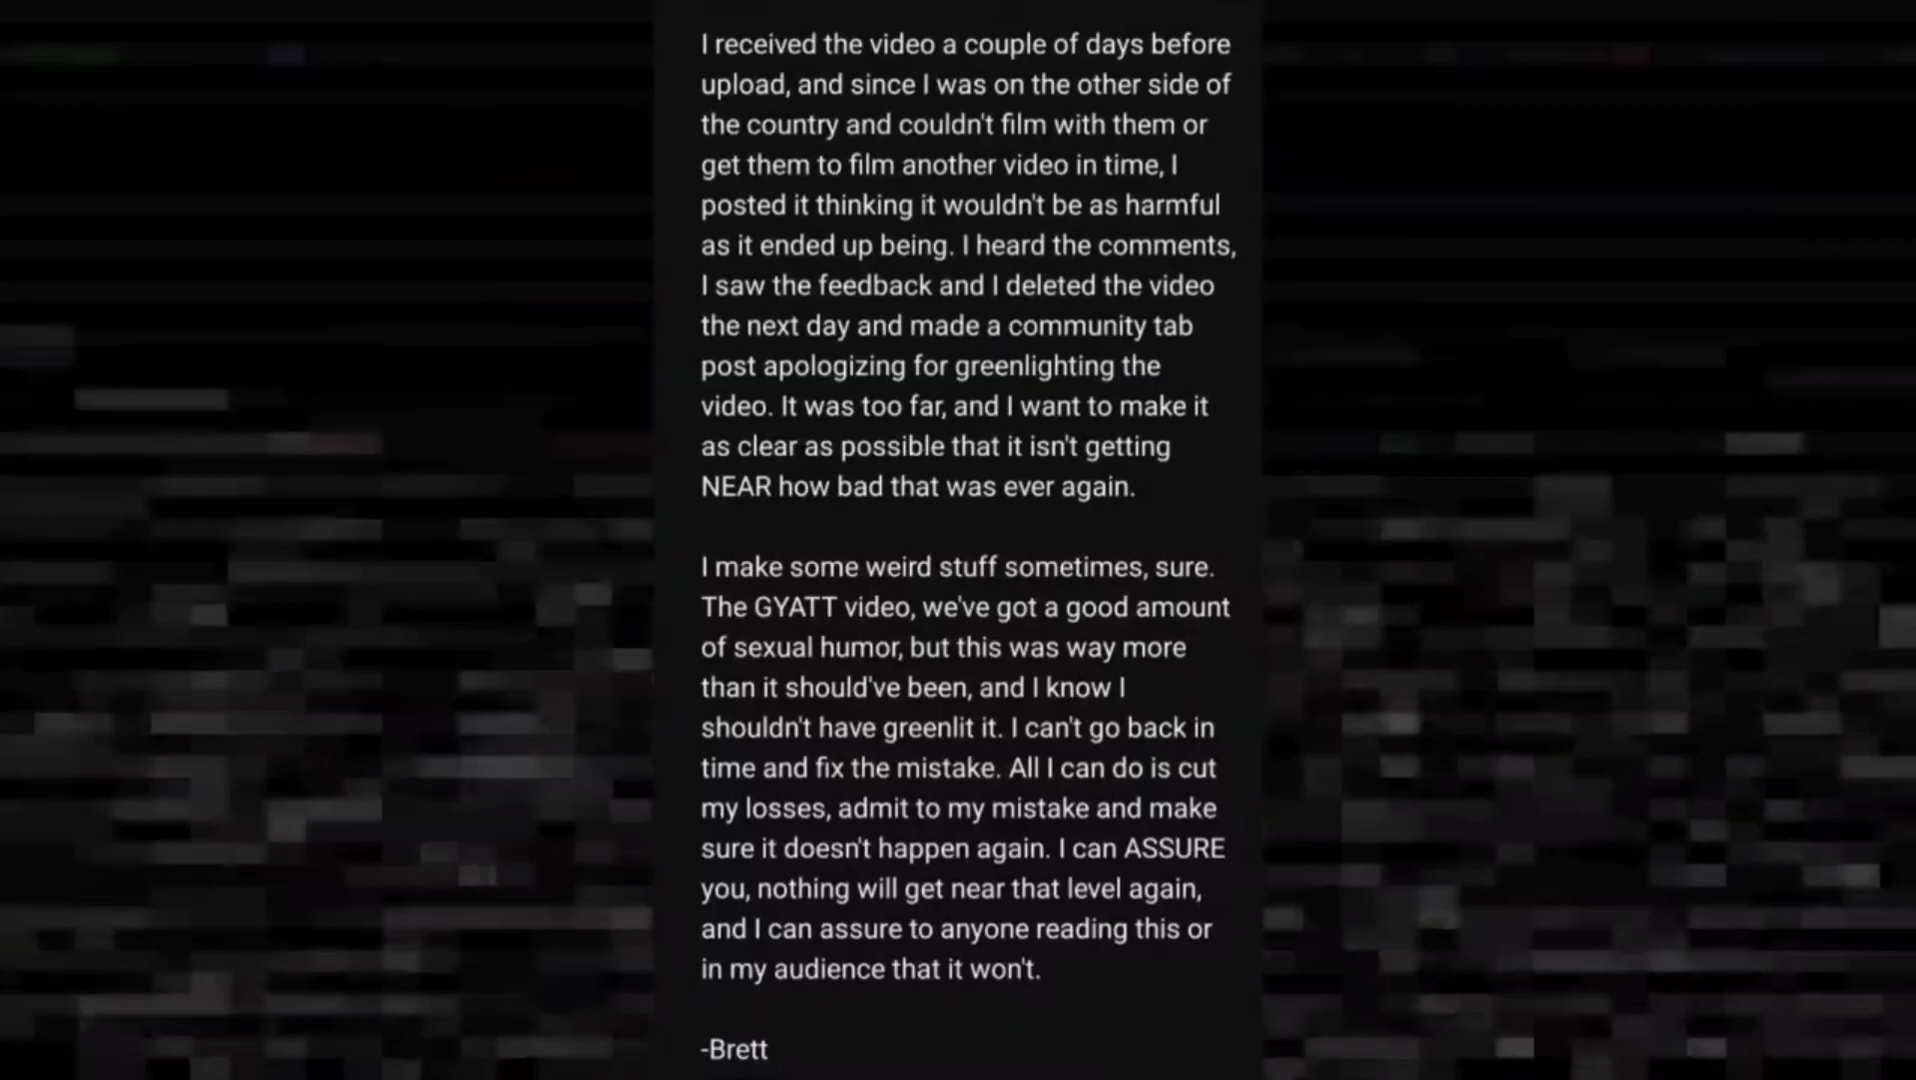 I received the video a couple of days before
upload, and since I was on the other side of
the country and couldn't film with them or
get them to film another video in time, I
posted it thinking it wouldn't be as harmful
as it ended up being. I heard the comments,
I saw the feedback and I deleted the video
the next day and made a community tab
post apologizing for greenlighting the
video. It was too far, and I want to make it
as clear as possible that it isn't getting
NEAR how bad that was ever again.
I make some weird stuff sometimes, sure.
The GYATT video, we've got a good amount
of sexual humor, but this was way more
than it should've been, and I know I
shouldn't have greenlit it. I can't go back in
time and fix the mistake. All I can do is cut
my losses, admit to my mistake and make
sure it doesn't happen again. I can ASSURE
you, nothing will get near that level again,
and I can assure to anyone reading this or
in my audience that it won't.
-Brett